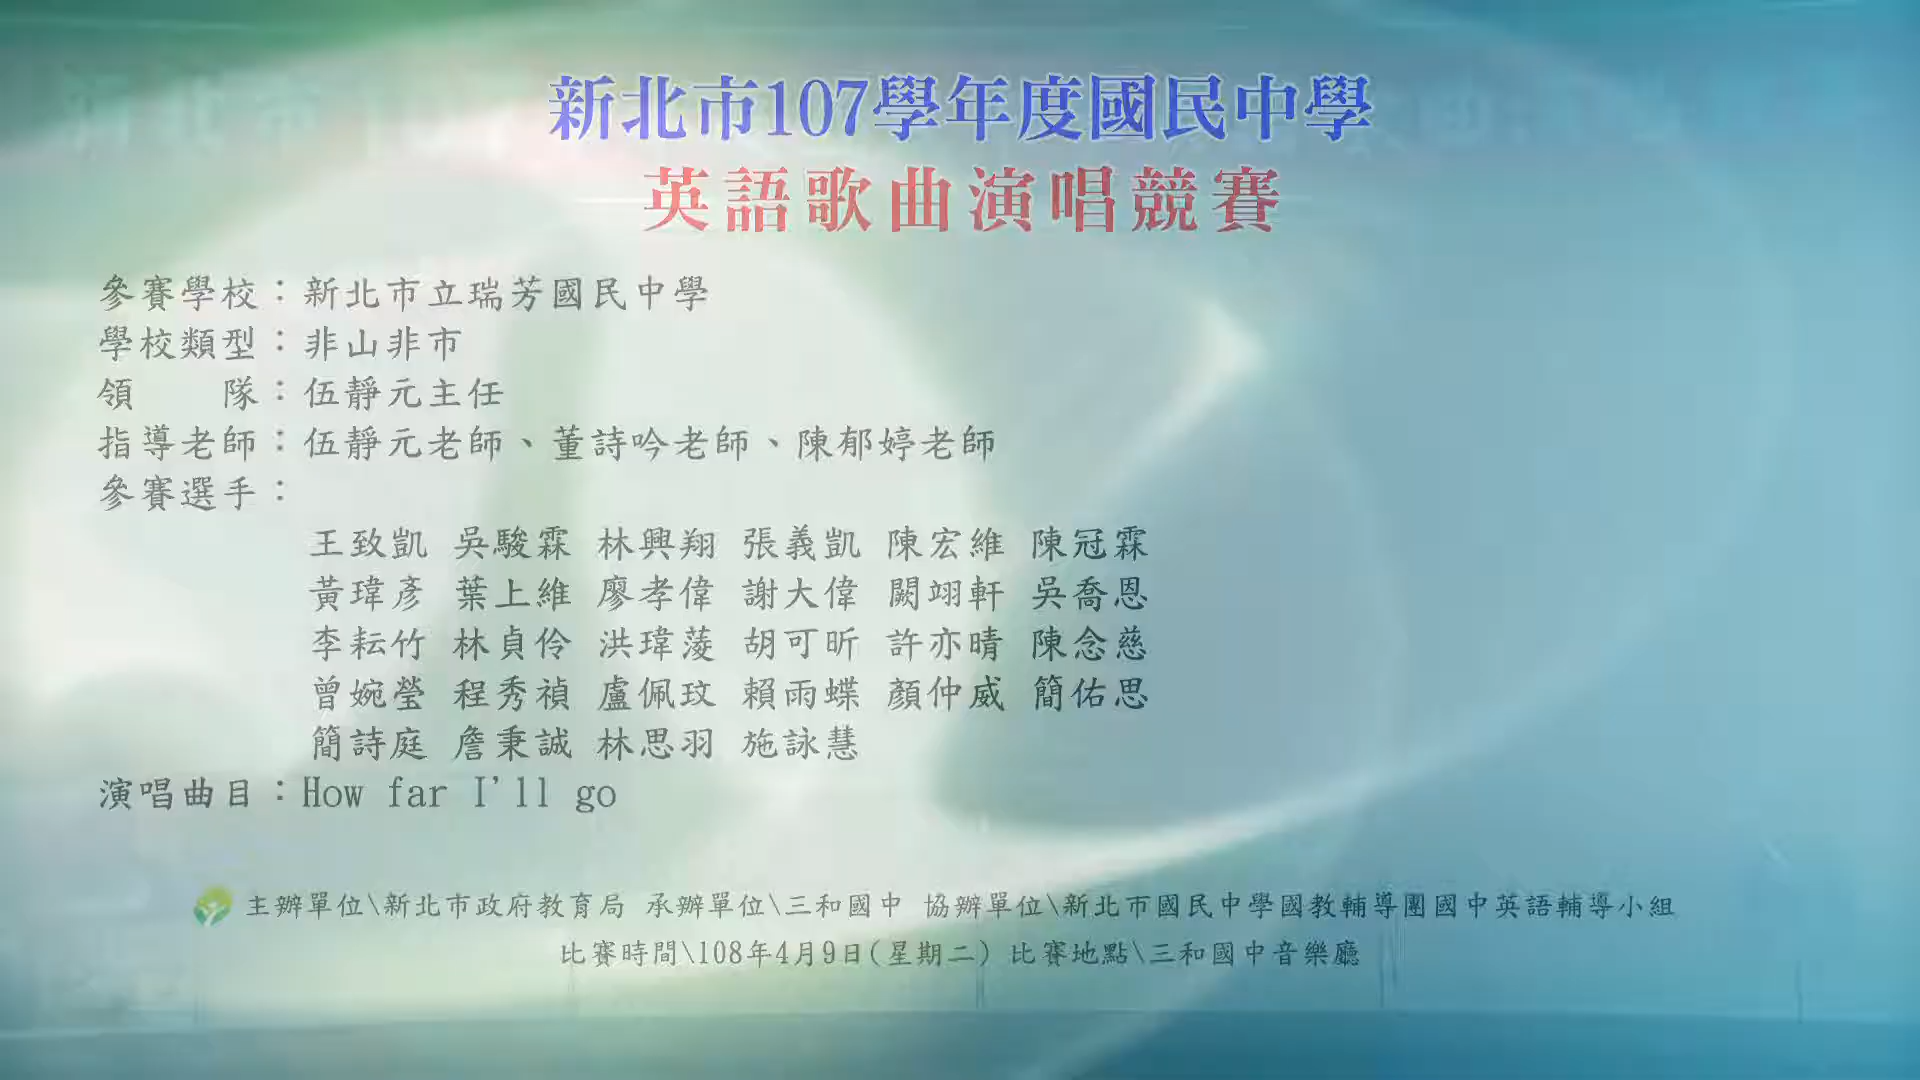 新北市107學年度國民中學
英語歌曲演唱競賽
參賽學校：新北市立瑞芳國民中學
學校類型：非山非市
領　　隊：伍靜元主任
指導老師：伍靜元老師、董詩吟老師、陳郁婷老師
參賽選手：
王致凱 吳駿霖 林興翔 張義凱 陳宏維 陳冠霖
黃瑋彥 葉上維 廖孝偉 謝大偉 闕翊軒 吳喬恩
李耘竹 林貞伶 洪瑋蔆 胡可昕 許亦晴 陳念慈
曾婉瑩 程秀禎 盧佩玟 賴雨蝶 顏仲威 簡佑思
簡詩庭 詹秉誠 林思羽 施詠慧
演唱曲目：How far I'll go
主辦單位\新北市政府教育局 承辦單位\三和國中 協辦單位\新北市國民中學國教輔導團國中英語輔導小組
比賽時間\108年4月9日(星期二) 比賽地點\三和國中音樂廳